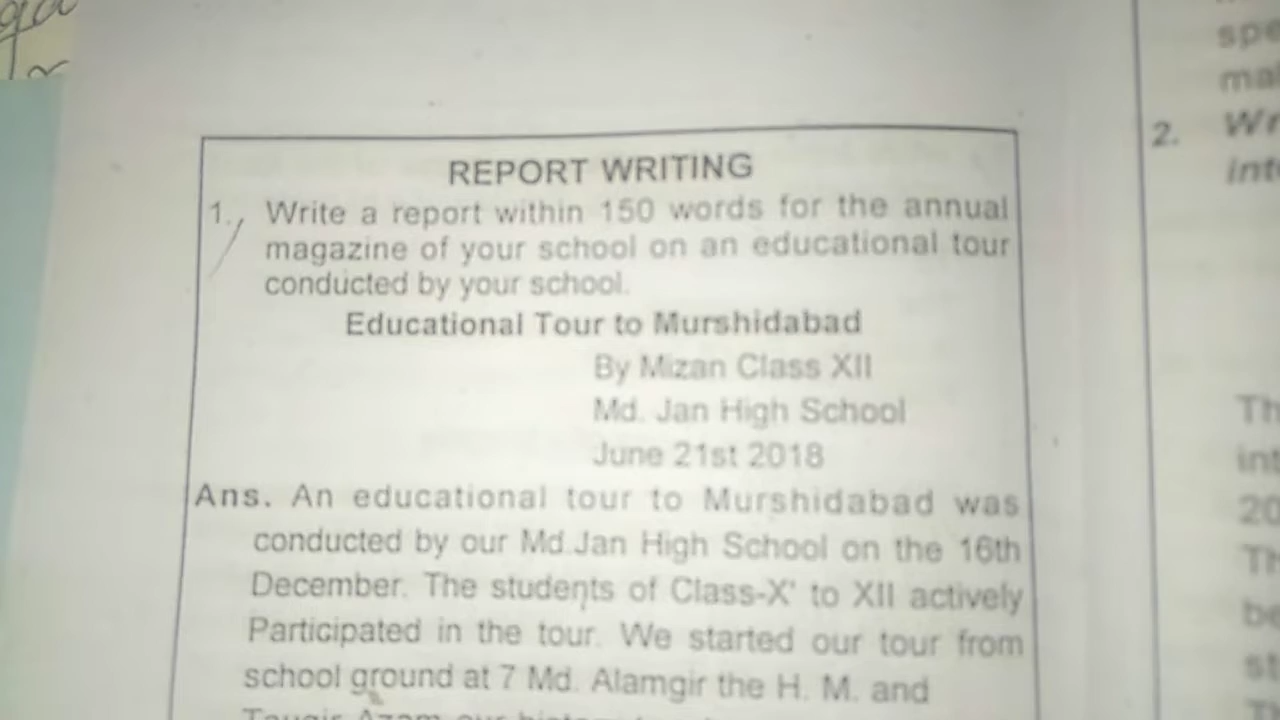 REPORT WRITING
1. Write a report within 150 words for the annual
magazine of your school on an educational tour
conducted by your school.
Educational Tour to Murshidabad
By Mizan Class XII
Md. Jan High School
June 21st 2018
Ans. An educational tour to Murshidabad was
conducted by our Md.Jan High School on the 16th
December. The students of Class-X' to XII actively
Participated in the tour. We started our tour from
school ground at 7 Md. Alamgir the H. M. and
2.